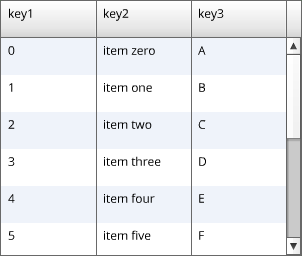 key1 key2 key3
0 item zero A
1 item one B
2 item two C
3 item three D
4 item four E
5 item five F